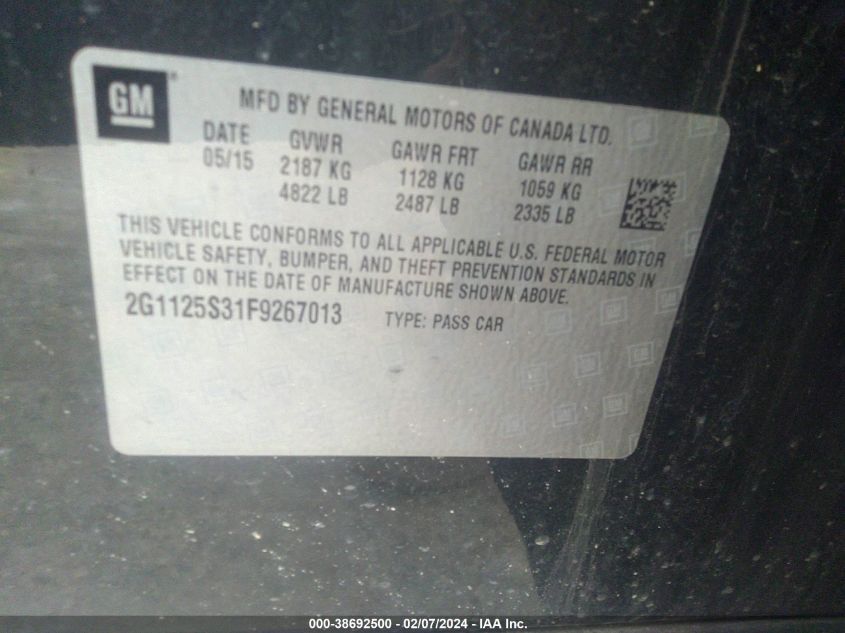 GM
MFD BY GENERAL MOTORS OF CANADA LTD.
DATE GVWR GAWR FRT GAWR RR
05/15 2187 KG 1128 KG 1059 KG
4822 LB 2487 LB 2335 LB
THIS VEHICLE CONFORMS TO ALL APPLICABLE U.S. FEDERAL MOTOR
VEHICLE SAFETY, BUMPER, AND THEFT PREVENTION STANDARDS IN
EFFECT ON THE DATE OF MANUFACTURE SHOWN ABOVE.
2G1125S31F9267013 TYPE: PASS CAR
000-38692500 - 02/07/2024 - IAA Inc.